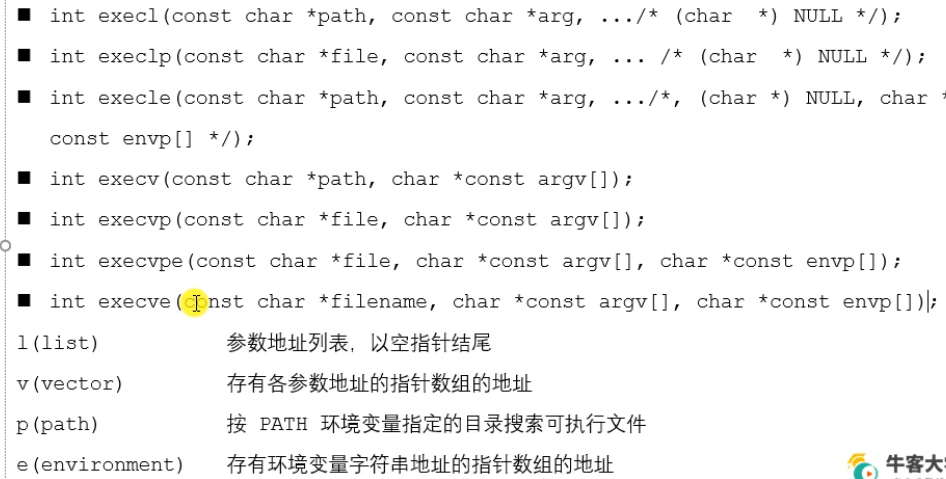 ■ int execl(const char *path, const char *arg, .../* (char  *) NULL */);
■ int execlp(const char *file, const char *arg, ... /* (char  *) NULL */);
■ int execle(const char *path, const char *arg, .../*, (char *) NULL, char *
const envp[] */);
■ int execv(const char *path, char *const argv[]);
■ int execvp(const char *file, char *const argv[]);
■ int execvpe(const char *file, char *const argv[], char *const envp[]);
■ int execve(const char *filename, char *const argv[], char *const envp[]);
l(list) 参数地址列表，以空指针结尾
v(vector) 存有各参数地址的指针数组的地址
p(path) 按 PATH 环境变量指定的目录搜索可执行文件
e(environment) 存有环境变量字符串地址的指针数组的地址
牛客大